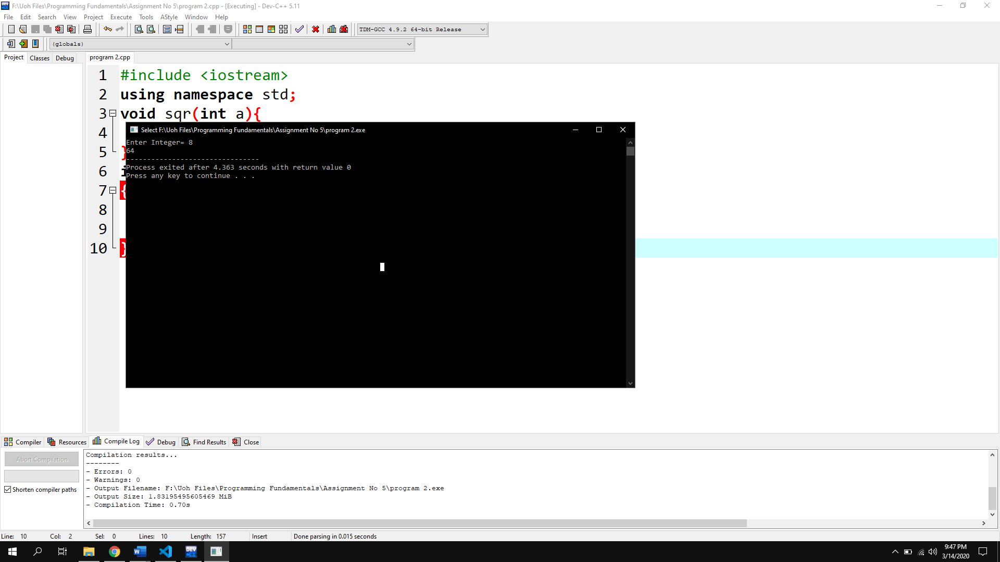 F:\Uoh Files\Programming Fundamentals\Assignment No 5\program 2.cpp - [Executing] - Dev-C++ 5.11
File Edit Search View Project Execute Tools AStyle Window Help
TDM-GCC 4.9.2 64-bit Release
(globals)
Project Classes Debug program 2.cpp
1 #include <iostream>
2 using namespace std;
3 void sqr(int a){
4
5 }
6 i
7 {
8
9
10 }
Select F:\Uoh Files\Programming Fundamentals\Assignment No 5\program 2.exe
Enter Integer= 8
64
--------------------------------
Process exited after 4.363 seconds with return value 0
Press any key to continue . . .
Compiler Resources Compile Log Debug Find Results Close
Abort Compilation
Shorten compiler paths
Compilation results...
--------
- Errors: 0
- Warnings: 0
- Output Filename: F:\Uoh Files\Programming Fundamentals\Assignment No 5\program 2.exe
- Output Size: 1.83195495605469 MiB
- Compilation Time: 0.70s
Line: 10 Col: 2 Sel: 0 Lines: 10 Length: 157 Insert Done parsing in 0.015 seconds
DEV
9:47 PM
3/14/2020